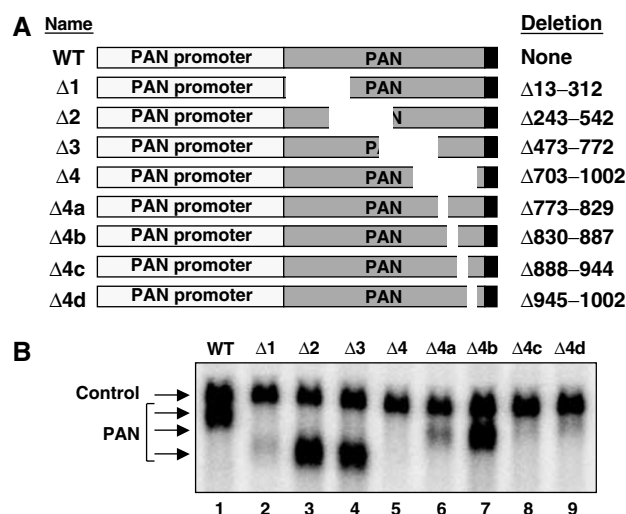 A Name Deletion
WT PAN promoter PAN None
Δ1 PAN promoter PAN Δ13–312
Δ2 PAN promoter N Δ243–542
Δ3 PAN promoter PA Δ473–772
Δ4 PAN promoter PAN Δ703–1002
Δ4a PAN promoter PAN Δ773–829
Δ4b PAN promoter PAN Δ830–887
Δ4c PAN promoter PAN Δ888–944
Δ4d PAN promoter PAN Δ945–1002
B WT Δ1 Δ2 Δ3 Δ4 Δ4a Δ4b Δ4c Δ4d
Control
PAN
1 2 3 4 5 6 7 8 9